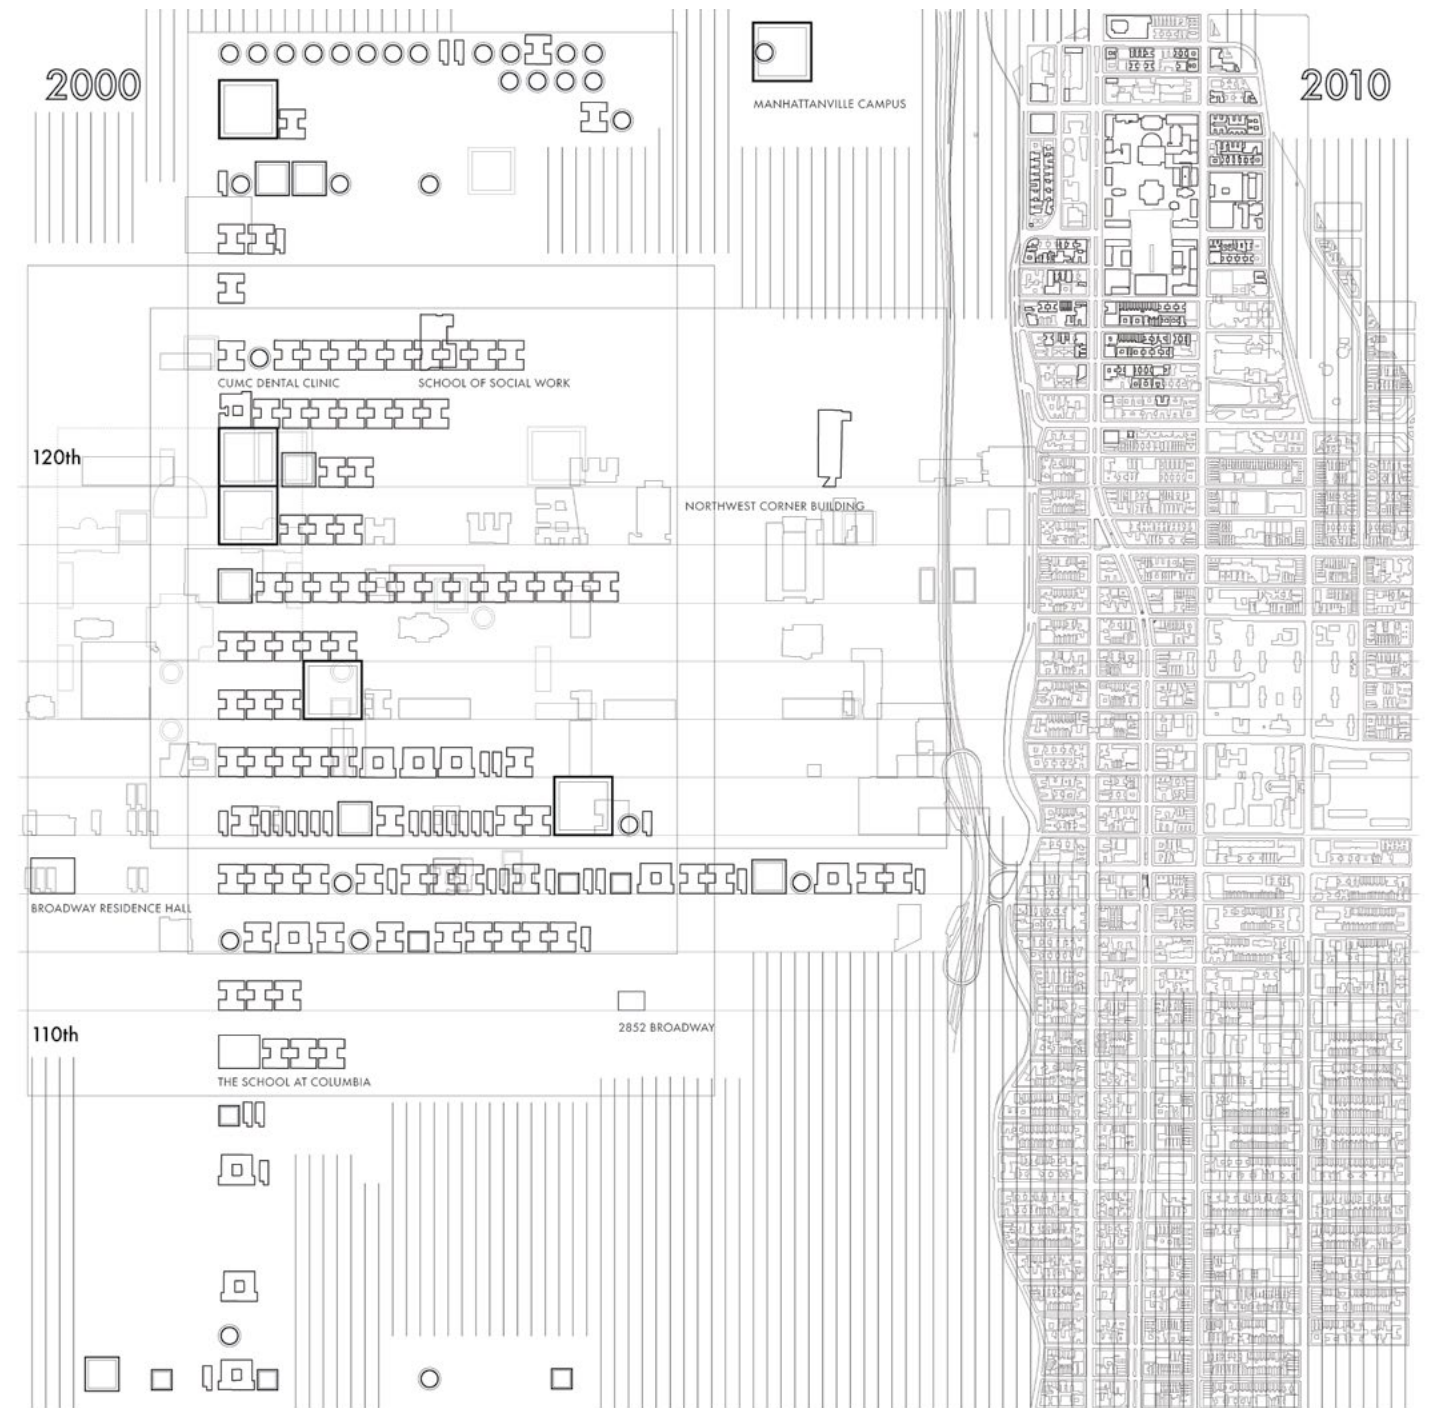 2000
2010
MANHATTANVILLE CAMPUS
CUMC DENTAL CLINIC
SCHOOL OF SOCIAL WORK
120th
NORTHWEST CORNER BUILDING
BROADWAY RESIDENCE HALL
110th
2852 BROADWAY
THE SCHOOL AT COLUMBIA